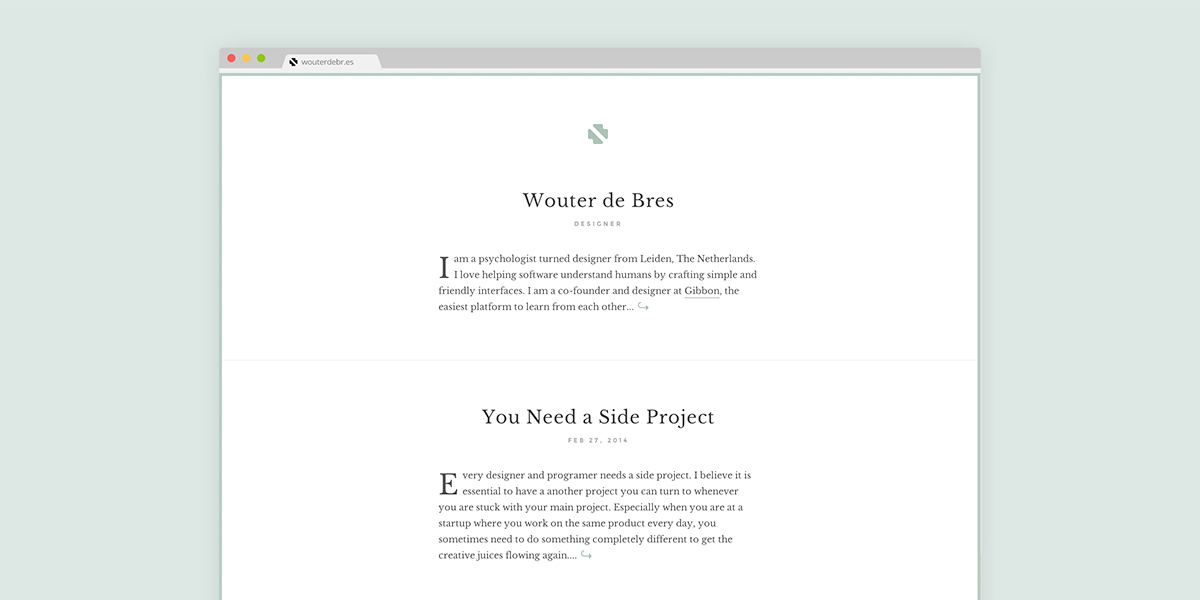 wouterdebr.es
Wouter de Bres
DESIGNER
I am a psychologist turned designer from Leiden, The Netherlands.
I love helping software understand humans by crafting simple and
friendly interfaces. I am a co-founder and designer at Gibbon, the
easiest platform to learn from each other...
You Need a Side Project
FEB 27, 2014
Every designer and programer needs a side project. I believe it is
essential to have a another project you can turn to whenever
you are stuck with your main project. Especially when you are at a
startup where you work on the same product every day, you
sometimes need to do something completely different to get the
creative juices flowing again....